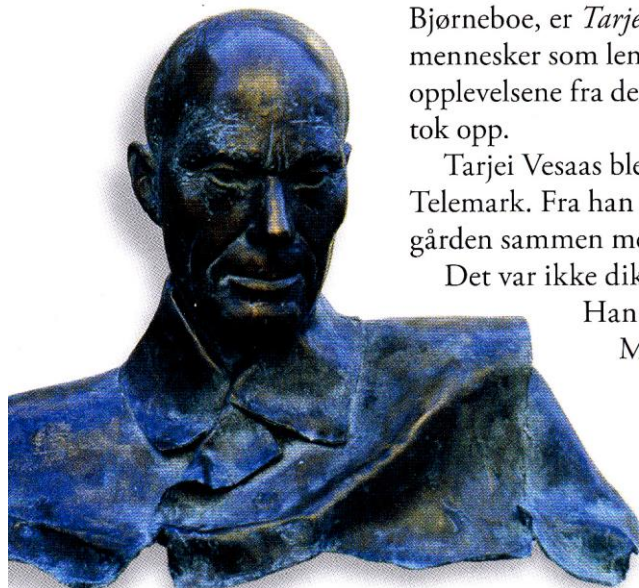 Bjørneboe, er Tarje
mennesker som len
opplevelsene fra de
tok opp.
Tarjei Vesaas ble
Telemark. Fra han
gården sammen me
Det var ikke dik
Han
M